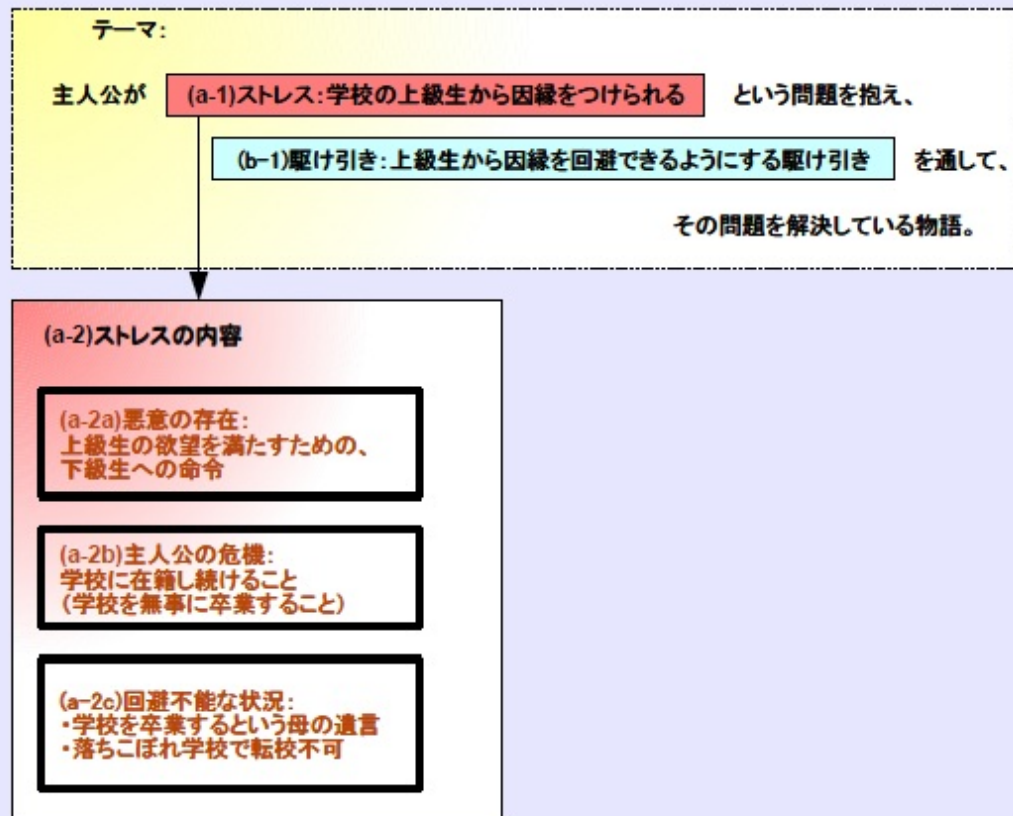 テーマ:
主人公が (a-1)ストレス:学校の上級生から因縁をつけられる という問題を抱え、
(b-1)駆け引き:上級生から因縁を回避できるようにする駆け引き を通して、
その問題を解決している物語。
(a-2)ストレスの内容
(a-2a)悪意の存在:
上級生の欲望を満たすための、
下級生への命令
(a-2b)主人公の危機:
学校に在籍し続けること
(学校を無事に卒業すること)
(a-2c)回避不能な状況:
・学校を卒業するという母の遺言
・落ちこぼれ学校で転校不可